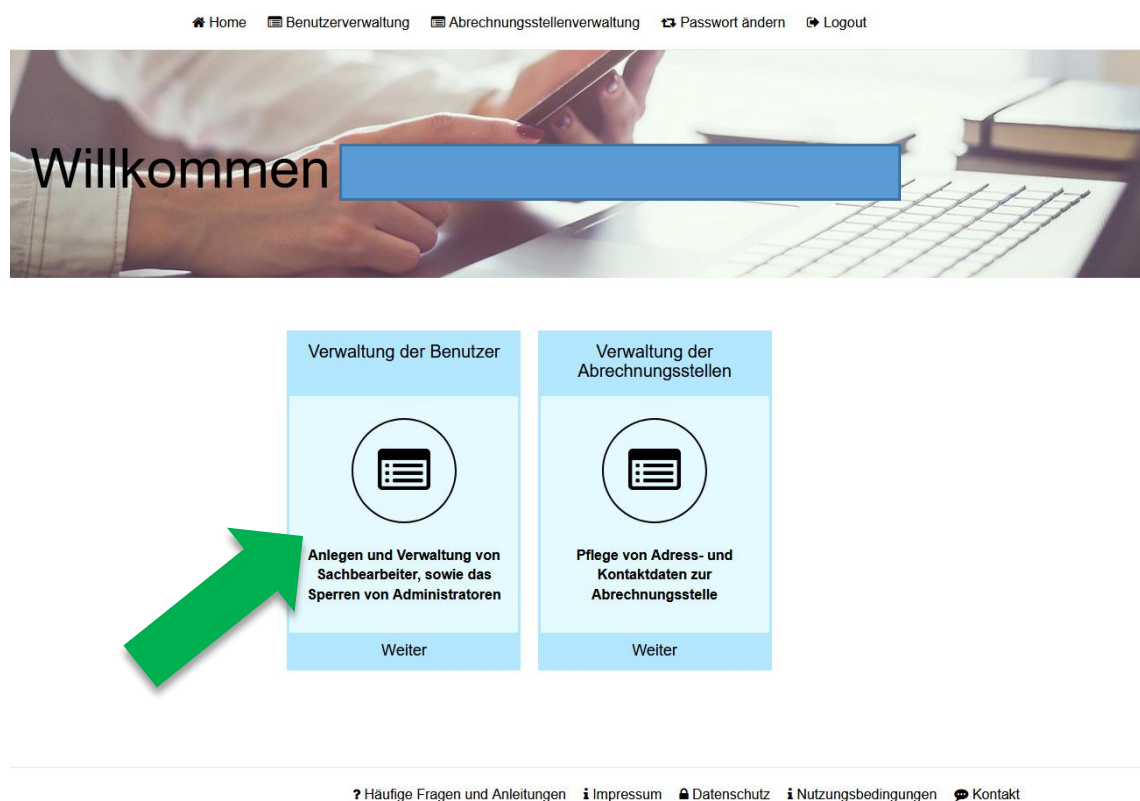 Home Benutzerverwaltung Abrechnungsstellenverwaltung Passwort ändern Logout
Willkommen
Verwaltung der Benutzer
Anlegen und Verwaltung von
Sachbearbeiter, sowie das
Sperren von Administratoren
Weiter
Verwaltung der
Abrechnungsstellen
Pflege von Adress- und
Kontaktdaten zur
Abrechnungsstelle
Weiter
? Häufige Fragen und Anleitungen i Impressum Datenschutz i Nutzungsbedingungen Kontakt